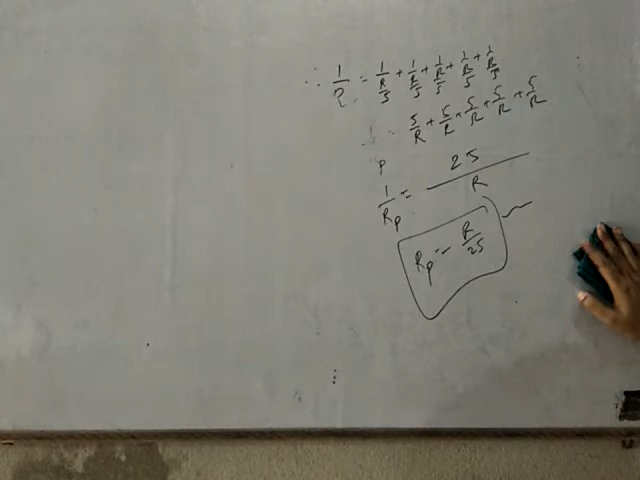 ∴ 1/R = 1/(R/5) + 1/(R/5) + 1/(R/5) + 1/(R/5) + 1/(R/5)
5/R + 5/R + 5/R + 5/R + 5/R
P
1/Rp = 25/R
Rp = R/25